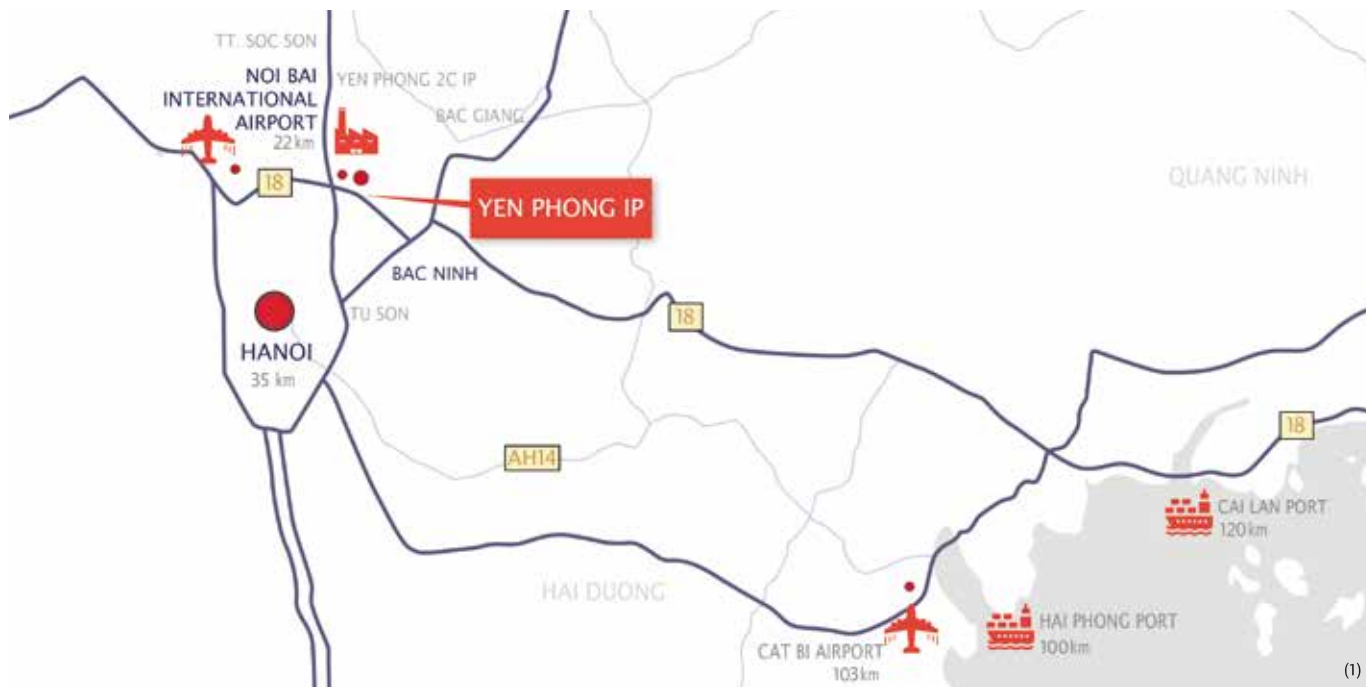 TT. SOC SON
NOI BAI
INTERNATIONAL
AIRPORT
22 km
YEN PHONG 2C IP
BAC GIANG
18
YEN PHONG IP
QUANG NINH
BAC NINH
TU SON
18
HANOI
35 km
AH14
18
CAI LAN PORT
120km
HAI DUONG
HAI PHONG PORT
100km
CAT BI AIRPORT
103km
(1)